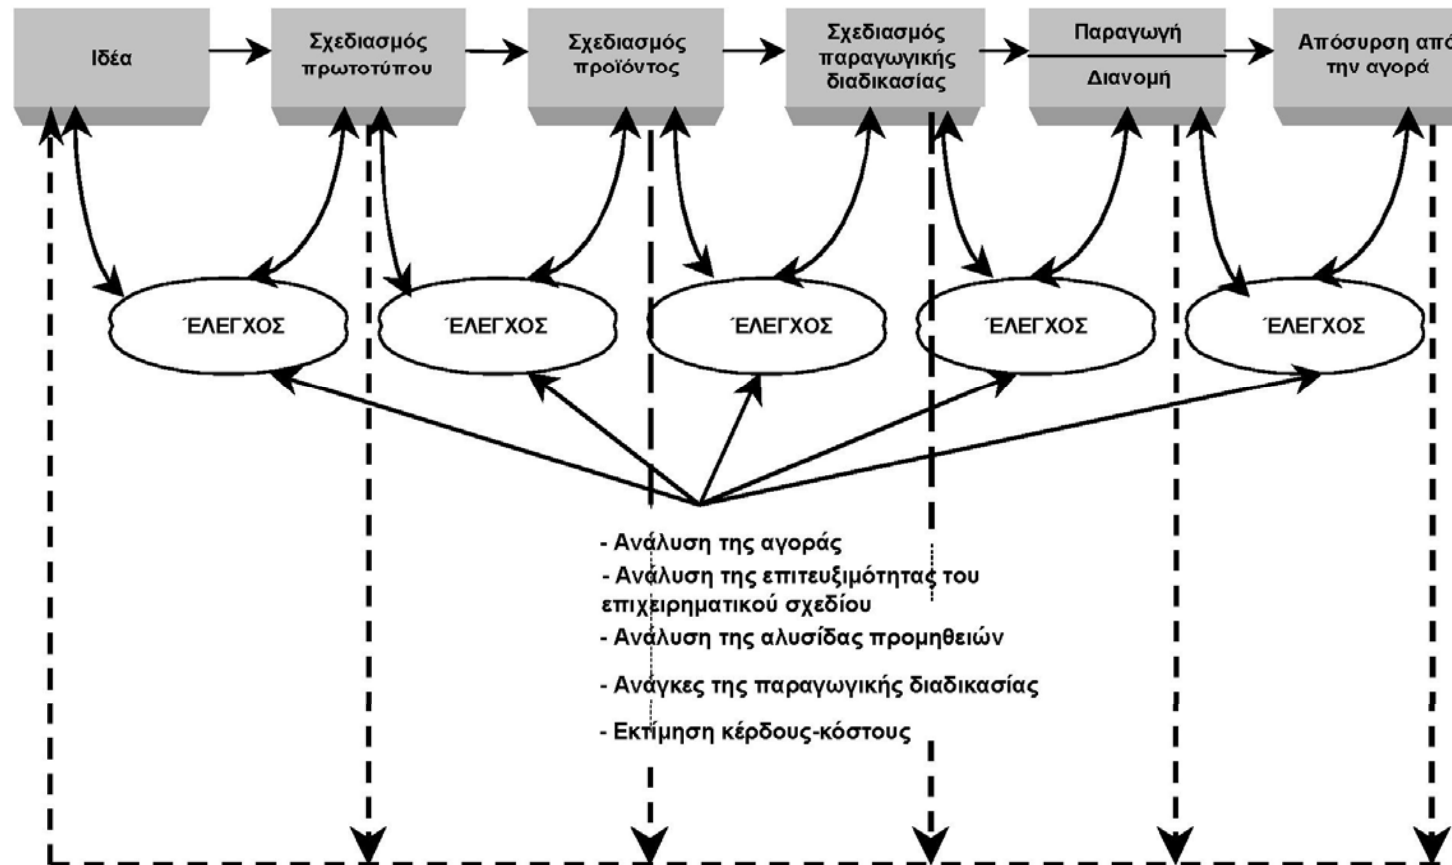 Ιδέα
Σχεδιασμός
πρωτοτύπου
Σχεδιασμός
προϊόντος
Σχεδιασμός
παραγωγικής
διαδικασίας
Παραγωγή
Διανομή
Απόσυρση από
την αγορά
ΈΛΕΓΧΟΣ
ΈΛΕΓΧΟΣ
ΈΛΕΓΧΟΣ
ΈΛΕΓΧΟΣ
ΈΛΕΓΧΟΣ
- Ανάλυση της αγοράς
- Ανάλυση της επιτευξιμότητας του
επιχειρηματικού σχεδίου
- Ανάλυση της αλυσίδας προμηθειών
- Ανάγκες της παραγωγικής διαδικασίας
- Εκτίμηση κέρδους-κόστους